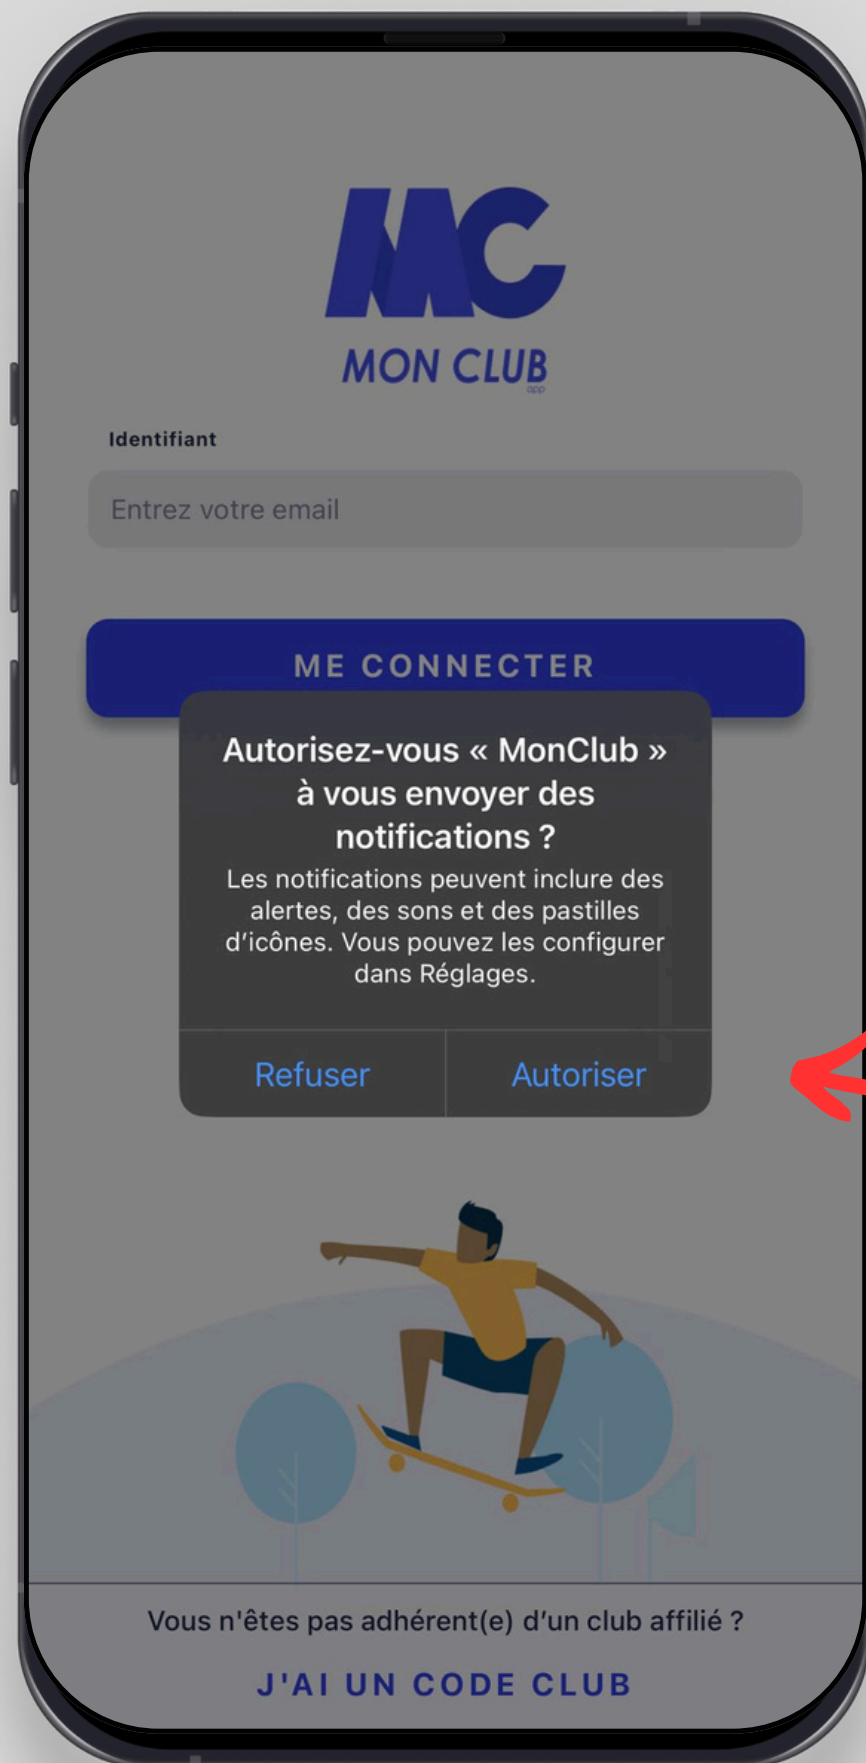 MC
MON CLUB
app
Identifiant
Entrez votre email
ME CONNECTER
Autorisez-vous « MonClub »
à vous envoyer des
notifications ?
Les notifications peuvent inclure des
alertes, des sons et des pastilles
d’icônes. Vous pouvez les configurer
dans Réglages.
Refuser
Autoriser
Vous n'êtes pas adhérent(e) d’un club affilié ?
J'AI UN CODE CLUB